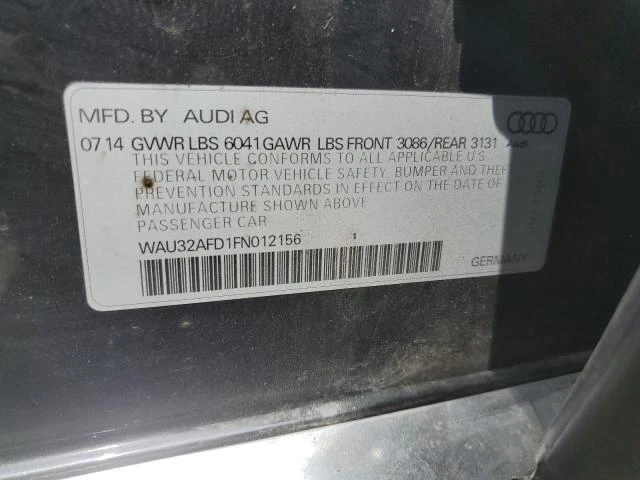 MFD. BY AUDI AG
07 14 GVWR LBS 6041 GAWR LBS FRONT 3086/REAR 3131
Audi
THIS VEHICLE CONFORMS TO ALL APPLICABLE U.S.
FEDERAL MOTOR VEHICLE SAFETY, BUMPER AND THEFT
PREVENTION STANDARDS IN EFFECT ON THE DATE OF
MANUFACTURE SHOWN ABOVE
PASSENGER CAR
WAU32AFD1FN012156
1
GERMANY